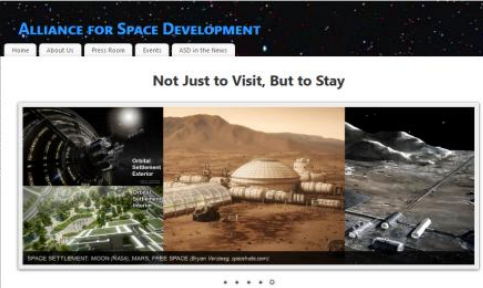 Alliance for Space Development
Home About Us Press Room Events ASD in the News
Not Just to Visit, But to Stay
Orbital
Settlement
Exterior
Orbital
Settlement
Interior
SPACE SETTLEMENT: MOON (NASA), MARS, FREE SPACE (Bryan Versteeg, spacehabs.com)